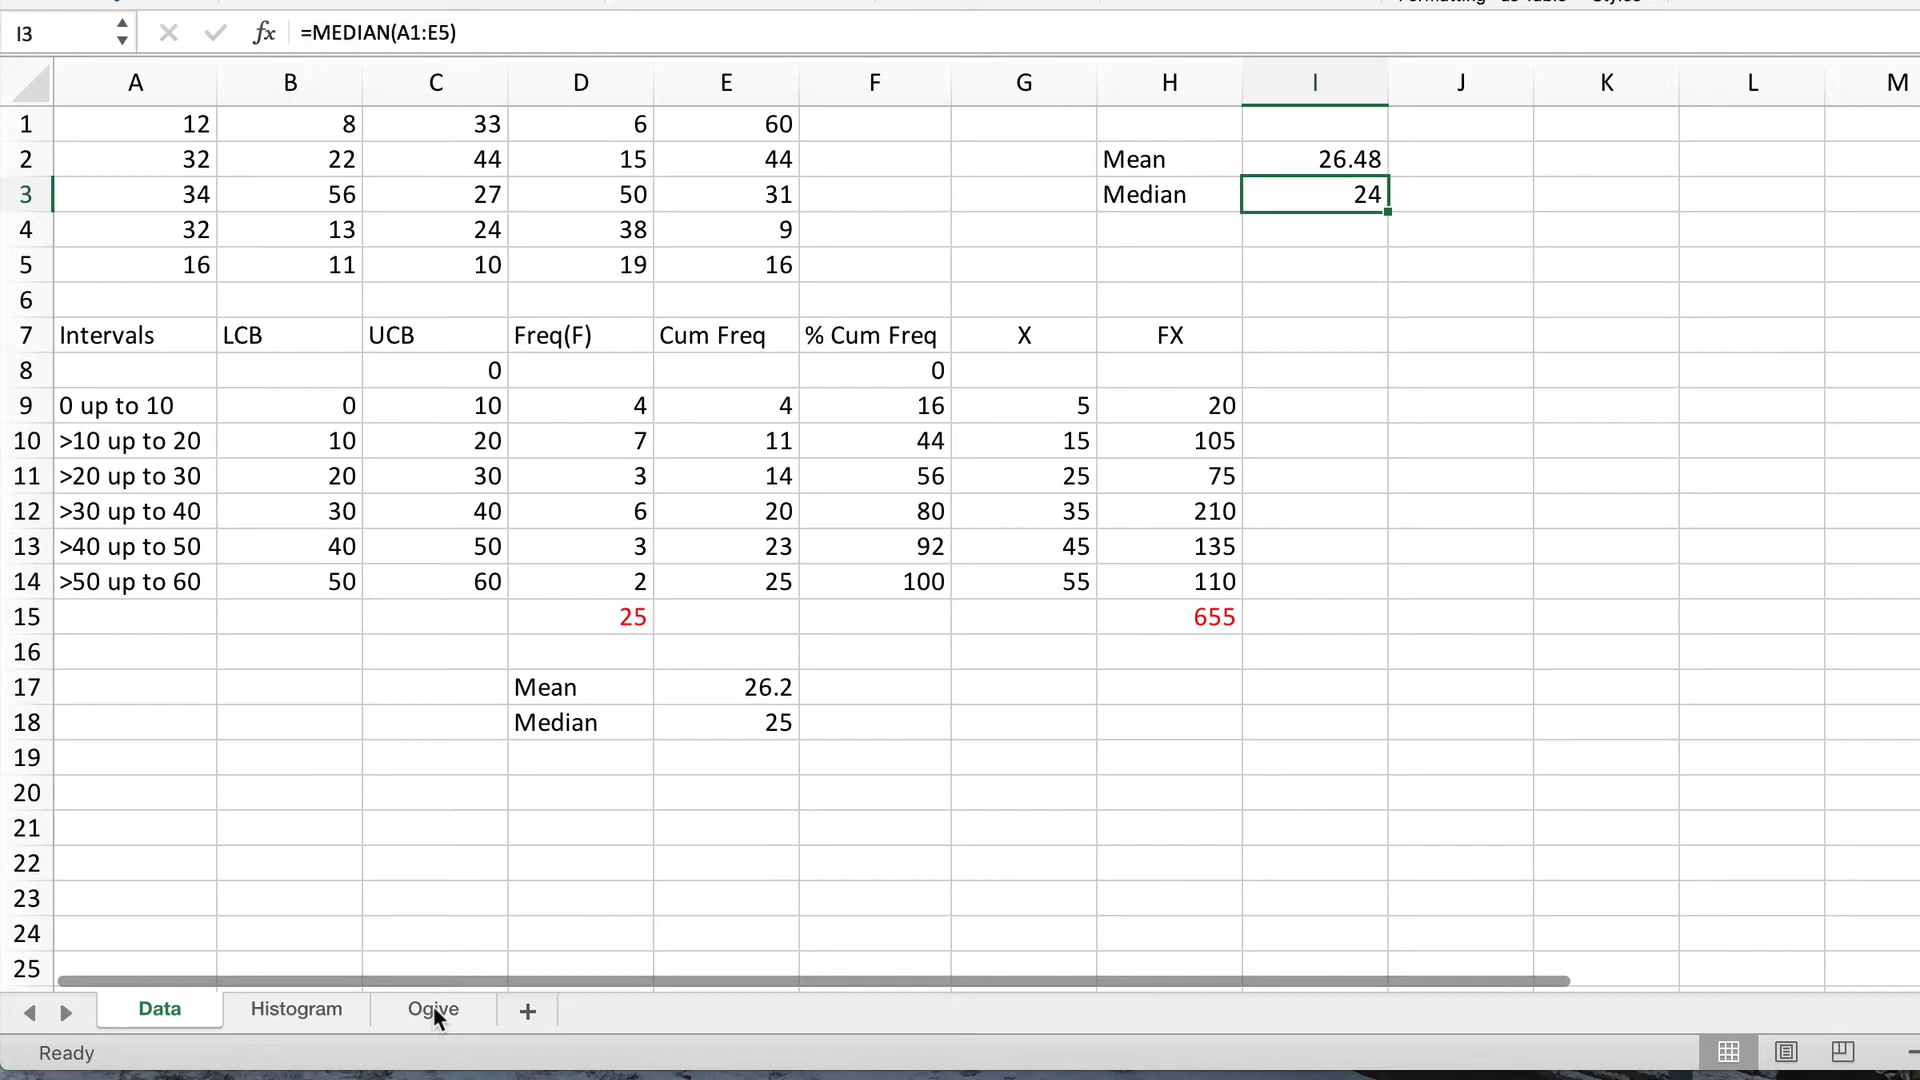 I3 fx =MEDIAN(A1:E5)
A B C D E F G H I J K L M
1 12 8 33 6 60
2 32 22 44 15 44 Mean 26.48
3 34 56 27 50 31 Median 24
4 32 13 24 38 9
5 16 11 10 19 16
6
7 Intervals LCB UCB Freq(F) Cum Freq % Cum Freq X FX
8 0 0
9 0 up to 10 0 10 4 4 16 5 20
10 >10 up to 20 10 20 7 11 44 15 105
11 >20 up to 30 20 30 3 14 56 25 75
12 >30 up to 40 30 40 6 20 80 35 210
13 >40 up to 50 40 50 3 23 92 45 135
14 >50 up to 60 50 60 2 25 100 55 110
15 25 655
16
17 Mean 26.2
18 Median 25
19
20
21
22
23
24
25
Data Histogram Ogive +
Ready